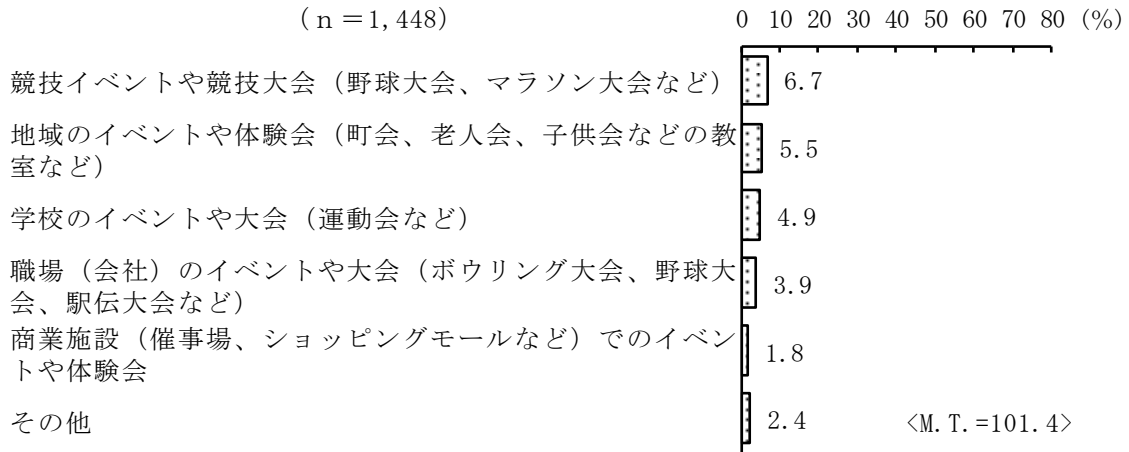 （ｎ＝1,448）
0 10 20 30 40 50 60 70 80 (%)
競技イベントや競技大会（野球大会、マラソン大会など） 6.7
地域のイベントや体験会（町会、老人会、子供会などの教
室など） 5.5
学校のイベントや大会（運動会など） 4.9
職場（会社）のイベントや大会（ボウリング大会、野球大
会、駅伝大会など） 3.9
商業施設（催事場、ショッピングモールなど）でのイベン
トや体験会 1.8
その他 2.4 <M.T.=101.4>